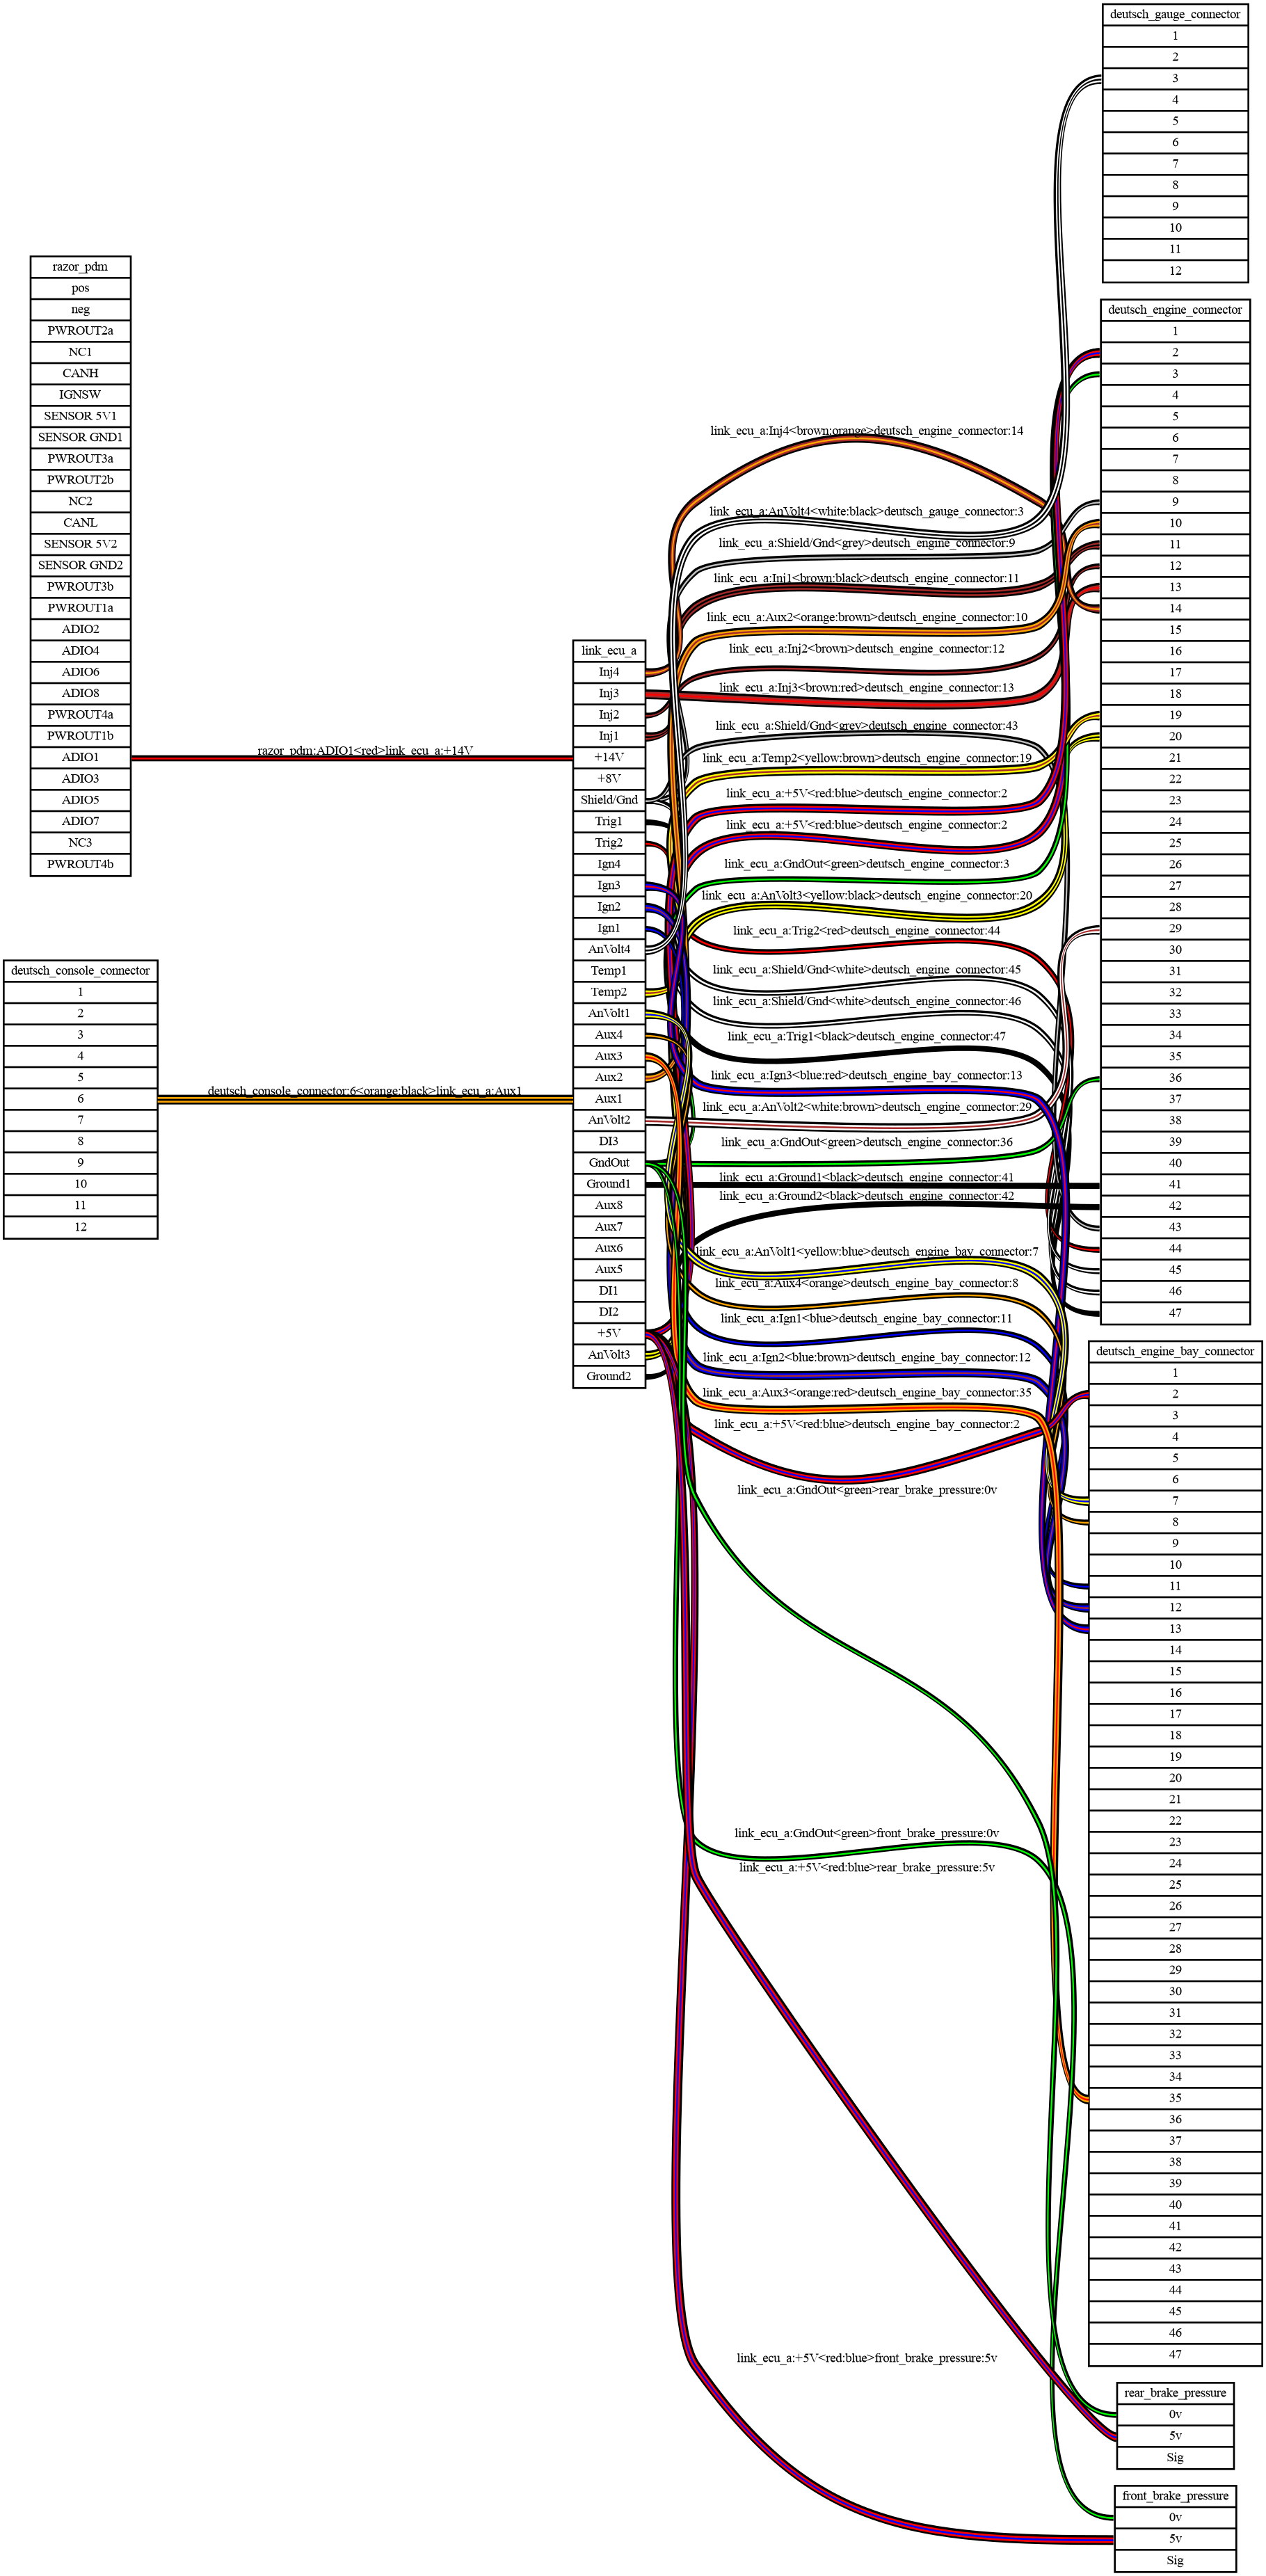 deutsch_gauge_connector
1
2
3
4
5
6
7
8
9
10
11
12
razor_pdm
pos
neg
PWROUT2a
NC1
CANH
IGNSW
SENSOR 5V1
SENSOR GND1
PWROUT3a
PWROUT2b
NC2
CANL
SENSOR 5V2
SENSOR GND2
PWROUT3b
PWROUT1a
ADIO2
ADIO4
ADIO6
ADIO8
PWROUT4a
PWROUT1b
ADIO1
ADIO3
ADIO5
ADIO7
NC3
PWROUT4b
razor_pdm:ADIO1<red>link_ecu_a:+14V
deutsch_console_connector
1
2
3
4
5
6
7
8
9
10
11
12
deutsch_console_connector:6<orange:black>link_ecu_a:Aux1
link_ecu_a
Inj4
Inj3
Inj2
Inj1
+14V
+8V
Shield/Gnd
Trig1
Trig2
Ign4
Ign3
Ign2
Ign1
AnVolt4
Temp1
Temp2
AnVolt1
Aux4
Aux3
Aux2
Aux1
AnVolt2
DI3
GndOut
Ground1
Aux8
Aux7
Aux6
Aux5
DI1
DI2
+5V
AnVolt3
Ground2
link_ecu_a:Inj4<brown:orange>deutsch_engine_connector:14
link_ecu_a:AnVolt4<white:black>deutsch_gauge_connector:3
link_ecu_a:Shield/Gnd<grey>deutsch_engine_connector:9
link_ecu_a:Inj1<brown:black>deutsch_engine_connector:11
link_ecu_a:Aux2<orange:brown>deutsch_engine_connector:10
link_ecu_a:Inj2<brown>deutsch_engine_connector:12
link_ecu_a:Inj3<brown:red>deutsch_engine_connector:13
link_ecu_a:Shield/Gnd<grey>deutsch_engine_connector:43
link_ecu_a:Temp2<yellow:brown>deutsch_engine_connector:19
link_ecu_a:+5V<red:blue>deutsch_engine_connector:2
link_ecu_a:+5V<red:blue>deutsch_engine_connector:2
link_ecu_a:GndOut<green>deutsch_engine_connector:3
link_ecu_a:AnVolt3<yellow:black>deutsch_engine_connector:20
link_ecu_a:Trig2<red>deutsch_engine_connector:44
link_ecu_a:Shield/Gnd<white>deutsch_engine_connector:45
link_ecu_a:Shield/Gnd<white>deutsch_engine_connector:46
link_ecu_a:Trig1<black>deutsch_engine_connector:47
link_ecu_a:Ign3<blue:red>deutsch_engine_bay_connector:13
link_ecu_a:AnVolt2<white:brown>deutsch_engine_connector:29
link_ecu_a:GndOut<green>deutsch_engine_connector:36
link_ecu_a:Ground1<black>deutsch_engine_connector:41
link_ecu_a:Ground2<black>deutsch_engine_connector:42
link_ecu_a:AnVolt1<yellow:blue>deutsch_engine_bay_connector:7
link_ecu_a:Aux4<orange>deutsch_engine_bay_connector:8
link_ecu_a:Ign1<blue>deutsch_engine_bay_connector:11
link_ecu_a:Ign2<blue:brown>deutsch_engine_bay_connector:12
link_ecu_a:Aux3<orange:red>deutsch_engine_bay_connector:35
link_ecu_a:+5V<red:blue>deutsch_engine_bay_connector:2
link_ecu_a:GndOut<green>rear_brake_pressure:0v
link_ecu_a:GndOut<green>front_brake_pressure:0v
link_ecu_a:+5V<red:blue>rear_brake_pressure:5v
link_ecu_a:+5V<red:blue>front_brake_pressure:5v
deutsch_engine_connector
1
2
3
4
5
6
7
8
9
10
11
12
13
14
15
16
17
18
19
20
21
22
23
24
25
26
27
28
29
30
31
32
33
34
35
36
37
38
39
40
41
42
43
44
45
46
47
deutsch_engine_bay_connector
1
2
3
4
5
6
7
8
9
10
11
12
13
14
15
16
17
18
19
20
21
22
23
24
25
26
27
28
29
30
31
32
33
34
35
36
37
38
39
40
41
42
43
44
45
46
47
rear_brake_pressure
0v
5v
Sig
front_brake_pressure
0v
5v
Sig